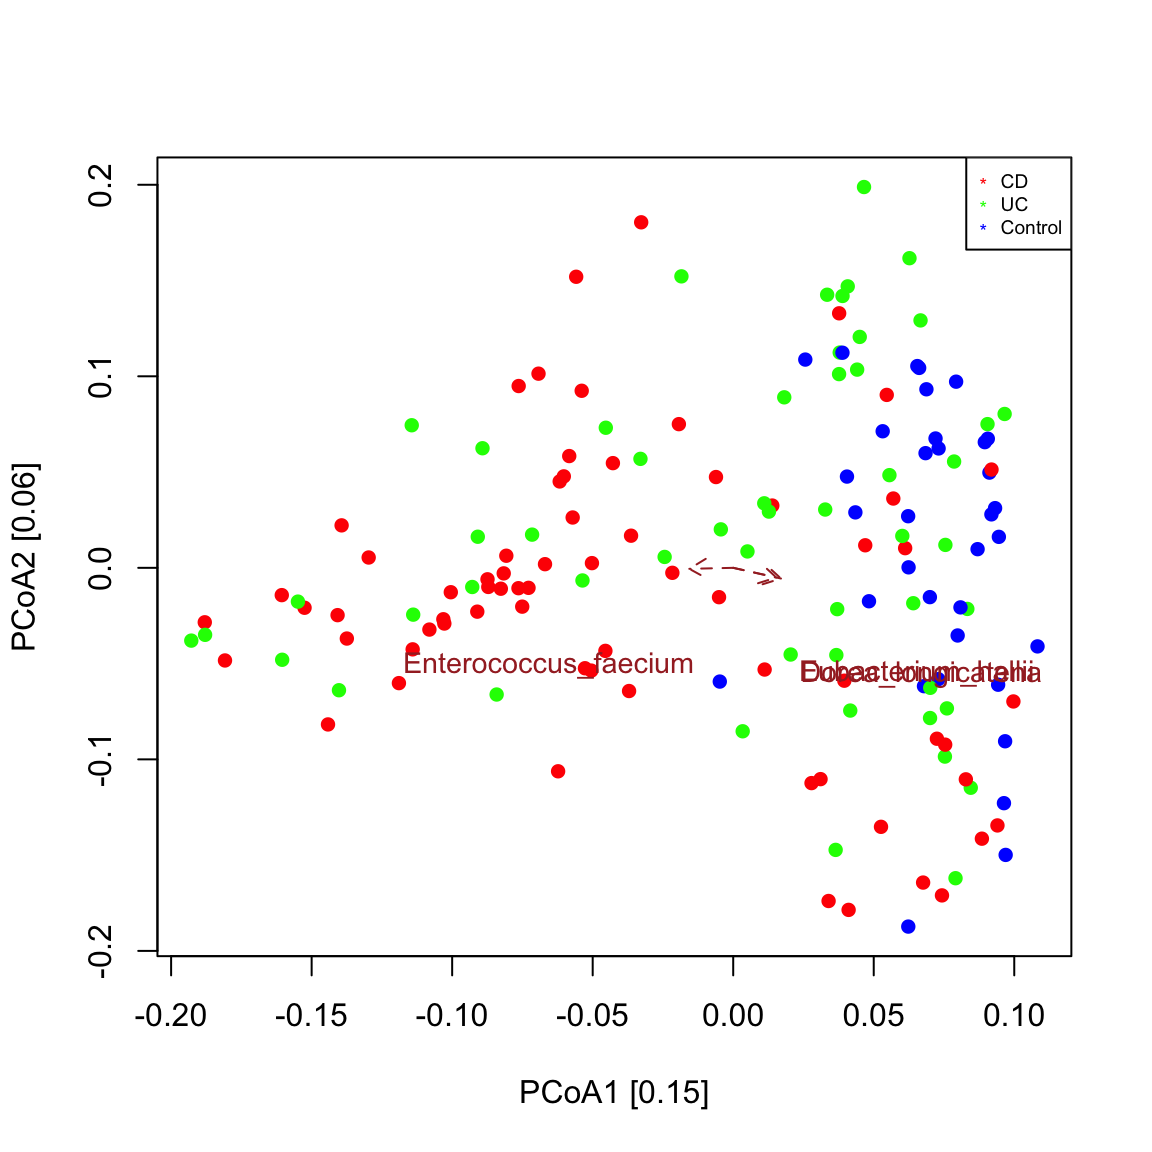 CD
UC
Control
0.2
0.1
0.0
-0.1
-0.2
PCoA2 [0.06]
Enterococcus_faecium
Eubacterium_hallii
-0.20 -0.15 -0.10 -0.05 0.00 0.05 0.10
PCoA1 [0.15]